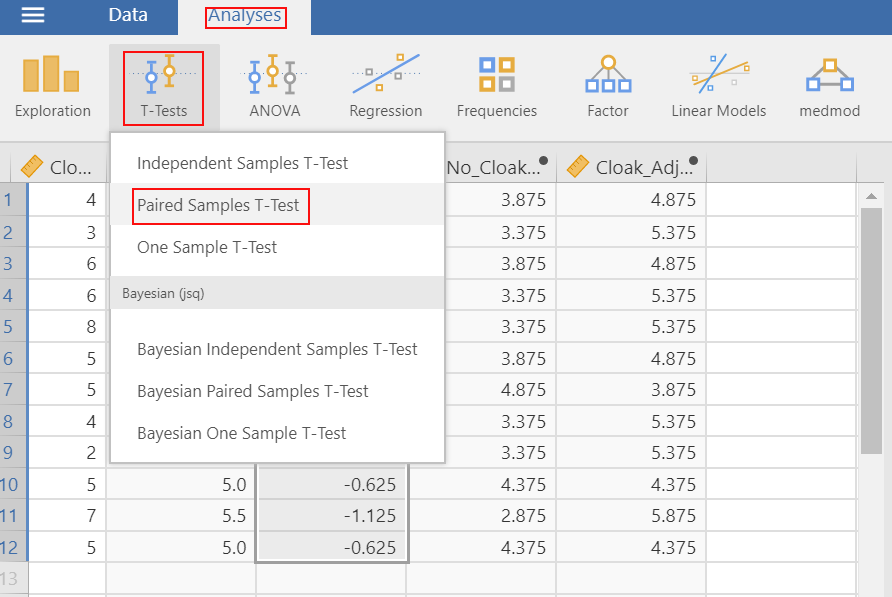 Data Analyses
Exploration T-Tests ANOVA Regression Frequencies Factor Linear Models medmod
Clo... No_Cloak... Cloak_Adj...
Independent Samples T-Test
Paired Samples T-Test
One Sample T-Test
Bayesian (jsq)
Bayesian Independent Samples T-Test
Bayesian Paired Samples T-Test
Bayesian One Sample T-Test
1 4 3.875 4.875
2 3 3.375 5.375
3 6 3.875 4.875
4 6 3.375 5.375
5 8 3.375 5.375
6 5 3.875 4.875
7 5 4.875 3.875
8 4 3.375 5.375
9 2 3.375 5.375
10 5 5.0 -0.625 4.375 4.375
11 7 5.5 -1.125 2.875 5.875
12 5 5.0 -0.625 4.375 4.375
13